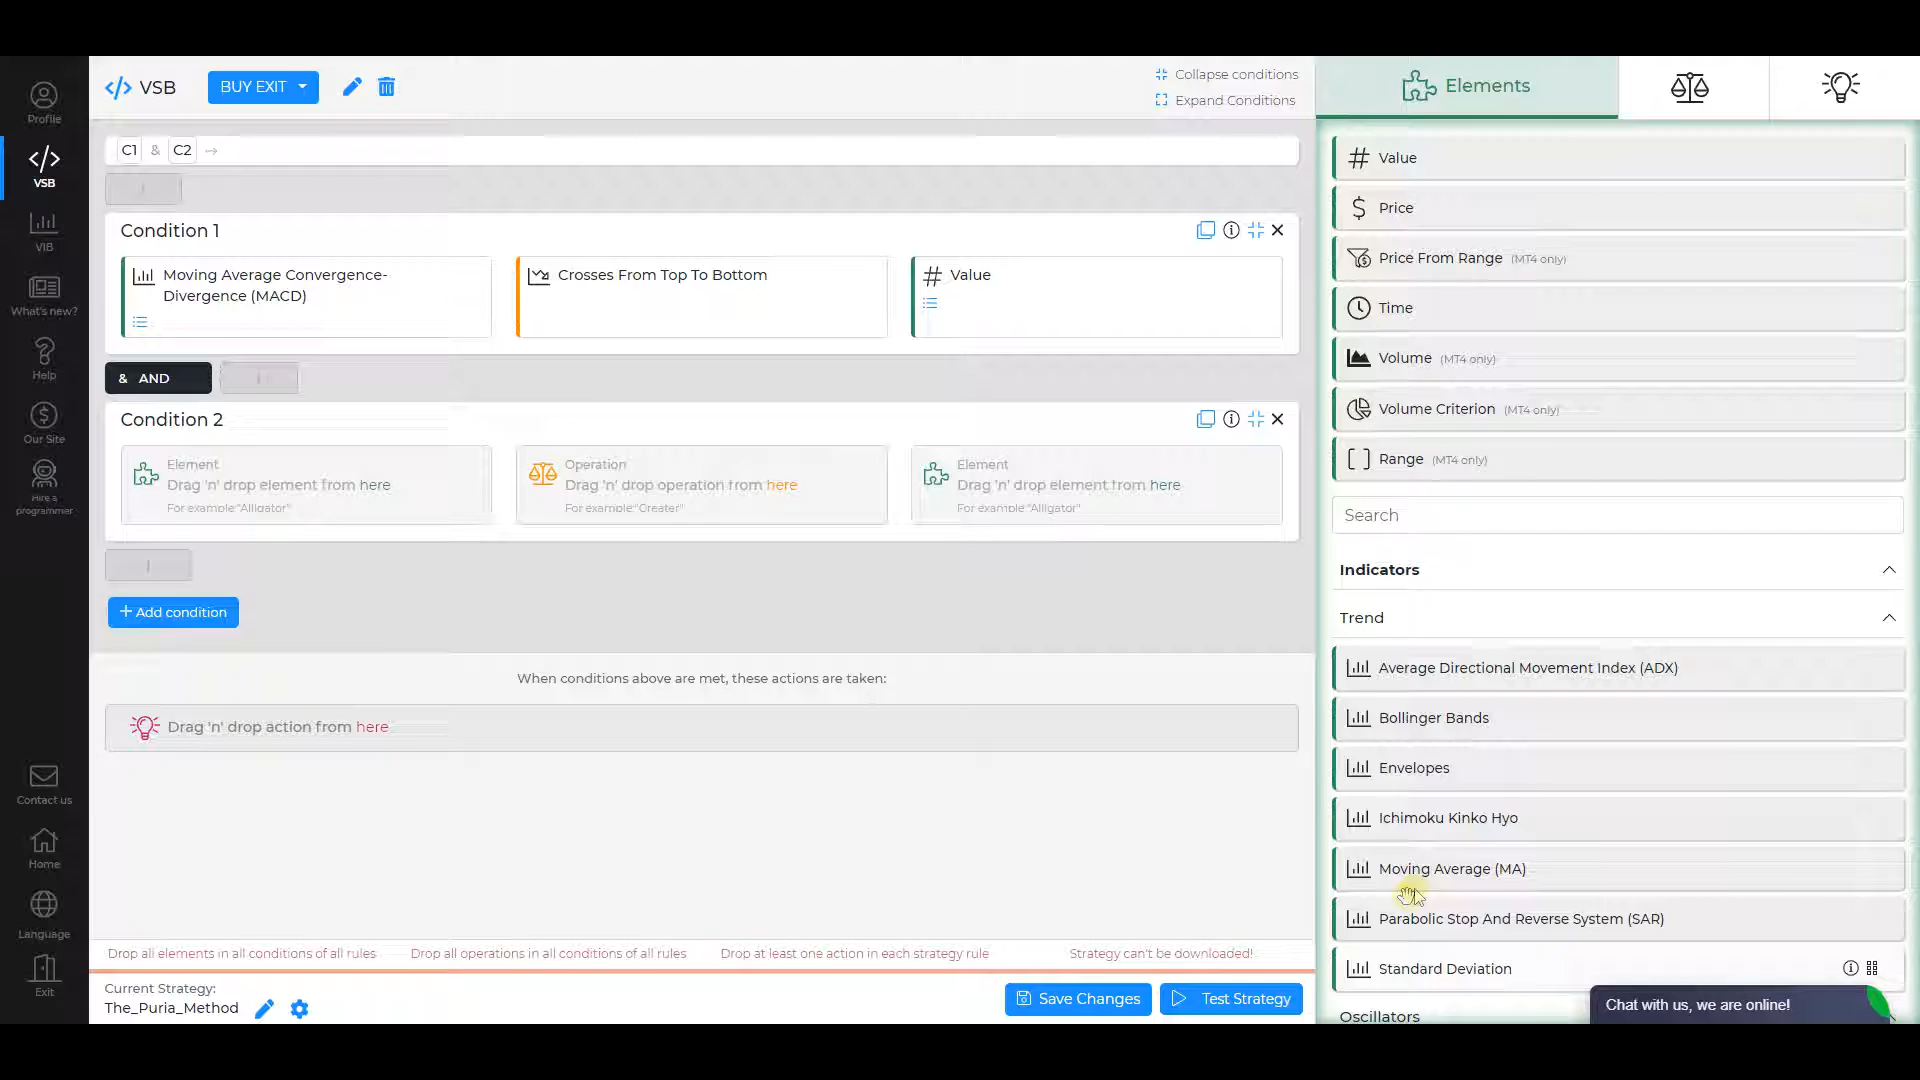 VSB
BUY EXIT
Collapse conditions
Expand Conditions
Elements
Profile
VSB
VIB
What's new?
Help
Our Site
Hire a
programmer
Contact us
Home
Language
Exit
C1 & C2 →
Condition 1
Moving Average Convergence-
Divergence (MACD)
Crosses From Top To Bottom
Value
& AND
Condition 2
Element
Drag 'n' drop element from here
For example:"Alligator"
Operation
Drag 'n' drop operation from here
For example:"Greater"
Element
Drag 'n' drop element from here
For example:"Alligator"
+ Add condition
When conditions above are met, these actions are taken:
Drag 'n' drop action from here
Drop all elements in all conditions of all rules
Drop all operations in all conditions of all rules
Drop at least one action in each strategy rule
Strategy can't be downloaded!
Current Strategy:
The_Puria_Method
Save Changes
Test Strategy
Value
Price
Price From Range (MT4 only)
Time
Volume (MT4 only)
Volume Criterion (MT4 only)
Range (MT4 only)
Search
Indicators
Trend
Average Directional Movement Index (ADX)
Bollinger Bands
Envelopes
Ichimoku Kinko Hyo
Moving Average (MA)
Parabolic Stop And Reverse System (SAR)
Standard Deviation
Oscillators
Chat with us, we are online!